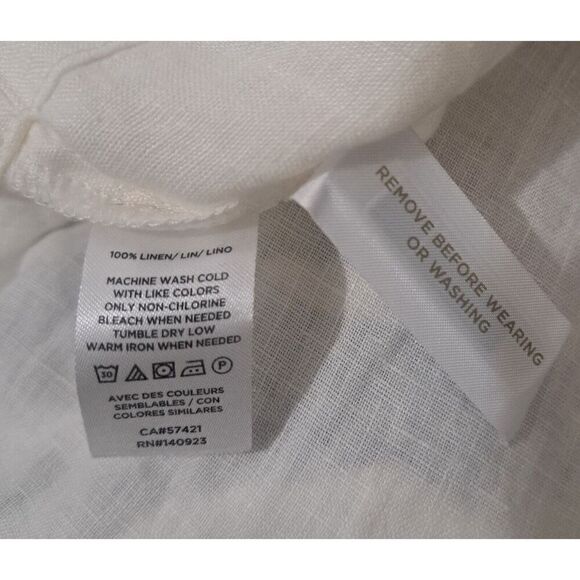 100% LINEN/ LIN/ LINO
MACHINE WASH COLD
WITH LIKE COLORS
ONLY NON-CHLORINE
BLEACH WHEN NEEDED
TUMBLE DRY LOW
WARM IRON WHEN NEEDED
30 P
AVEC DES COULEURS
SEMBLABLES / CON
COLORES SIMILARES
CA#57421
RN#140923
REMOVE BEFORE WEARING
OR WASHING